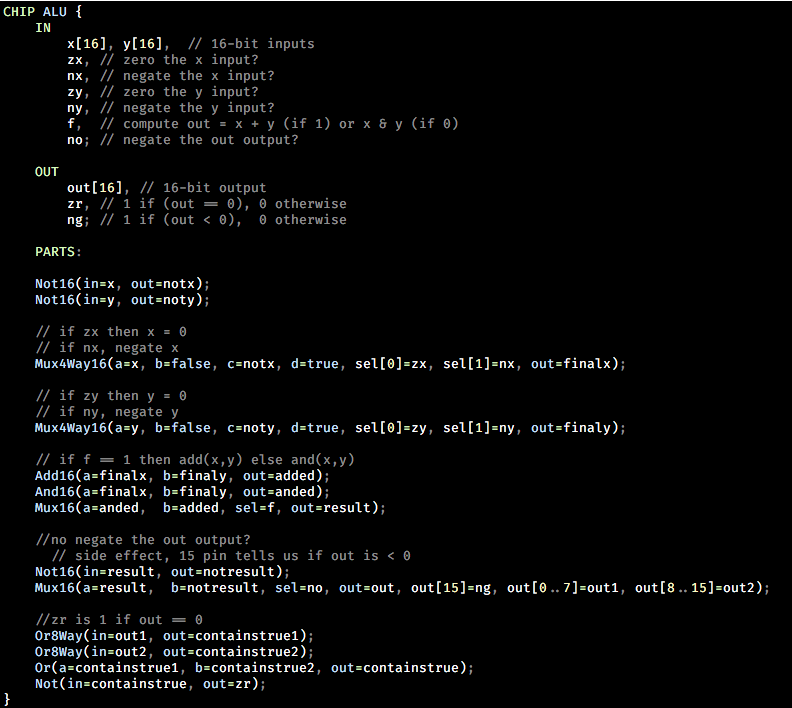 CHIP ALU {
    IN
        x[16], y[16],  // 16-bit inputs
        zx, // zero the x input?
        nx, // negate the x input?
        zy, // zero the y input?
        ny, // negate the y input?
        f,  // compute out = x + y (if 1) or x & y (if 0)
        no; // negate the out output?

    OUT
        out[16], // 16-bit output
        zr, // 1 if (out == 0), 0 otherwise
        ng; // 1 if (out < 0),  0 otherwise

    PARTS:

    Not16(in=x, out=notx);
    Not16(in=y, out=noty);

    // if zx then x = 0
    // if nx, negate x
    Mux4Way16(a=x, b=false, c=notx, d=true, sel[0]=zx, sel[1]=nx, out=finalx);

    // if zy then y = 0
    // if ny, negate y
    Mux4Way16(a=y, b=false, c=noty, d=true, sel[0]=zy, sel[1]=ny, out=finaly);

    // if f == 1 then add(x,y) else and(x,y)
    Add16(a=finalx, b=finaly, out=added);
    And16(a=finalx, b=finaly, out=anded);
    Mux16(a=anded,  b=added, sel=f, out=result);

    //no negate the out output?
      // side effect, 15 pin tells us if out is < 0
    Not16(in=result, out=notresult);
    Mux16(a=result,  b=notresult, sel=no, out=out, out[15]=ng, out[0..7]=out1, out[8..15]=out2);

    //zr is 1 if out == 0
    Or8Way(in=out1, out=containstrue1);
    Or8Way(in=out2, out=containstrue2);
    Or(a=containstrue1, b=containstrue2, out=containstrue);
    Not(in=containstrue, out=zr);
}